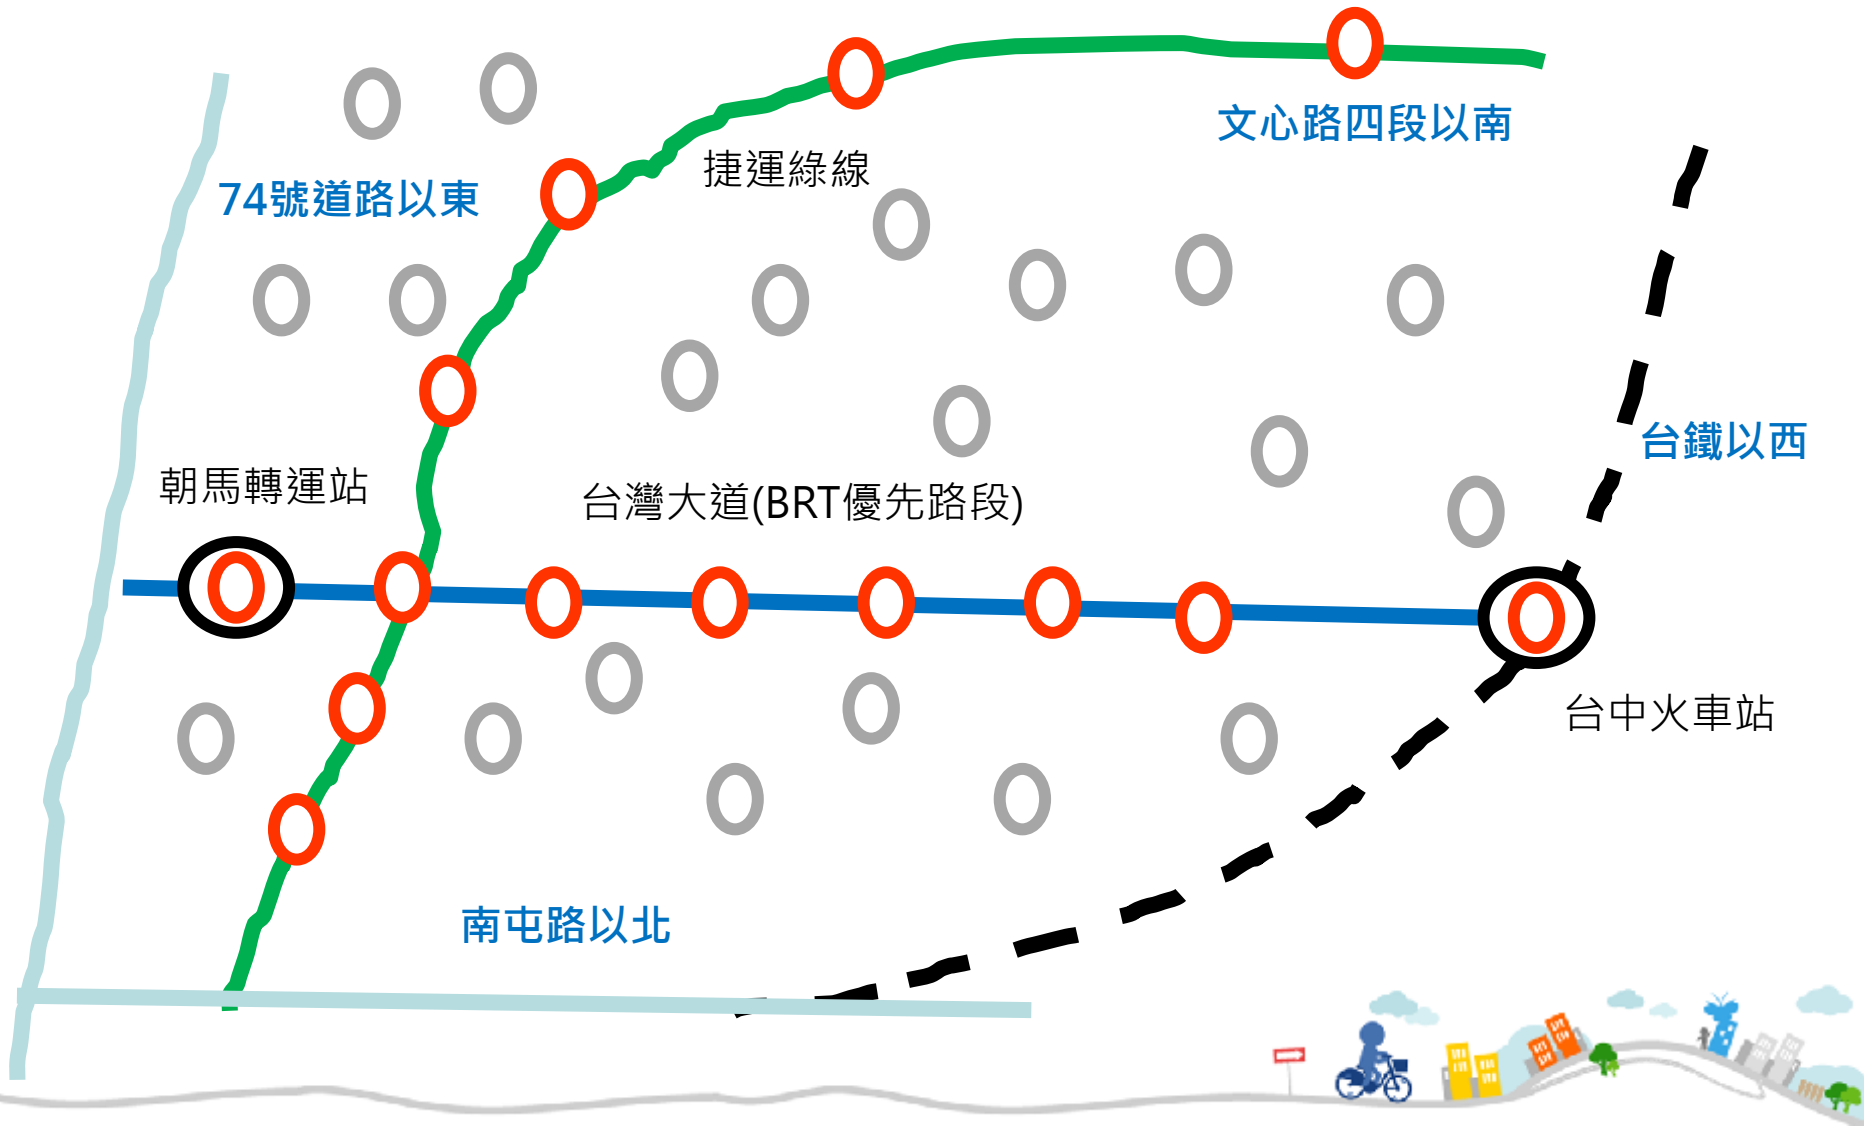 文心路四段以南
捷運綠線
74號道路以東
台鐵以西
朝馬轉運站
台灣大道(BRT優先路段)
台中火車站
南屯路以北